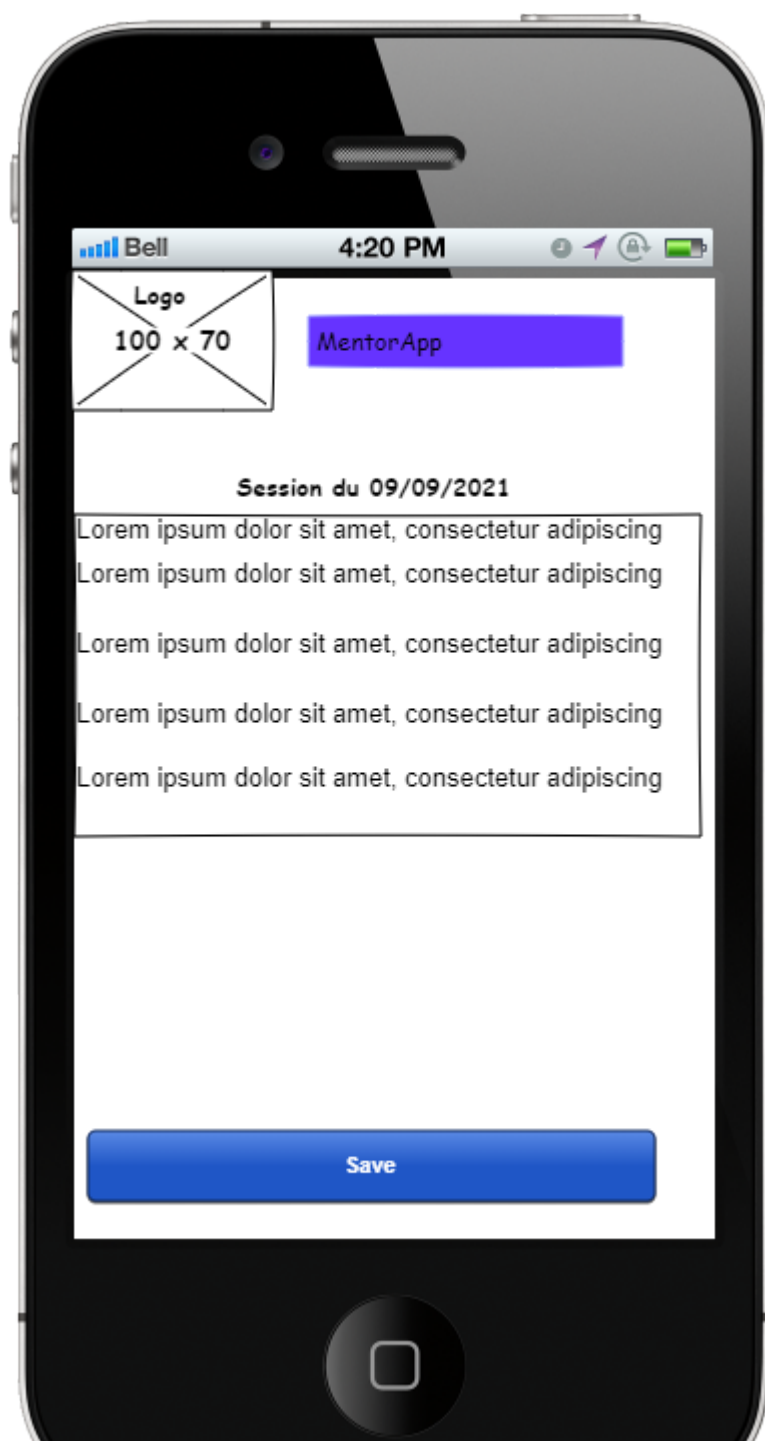 Bell 4:20 PM
Logo
100 x 70
MentorApp
Session du 09/09/2021
Lorem ipsum dolor sit amet, consectetur adipiscing
Lorem ipsum dolor sit amet, consectetur adipiscing
Lorem ipsum dolor sit amet, consectetur adipiscing
Lorem ipsum dolor sit amet, consectetur adipiscing
Lorem ipsum dolor sit amet, consectetur adipiscing
Save